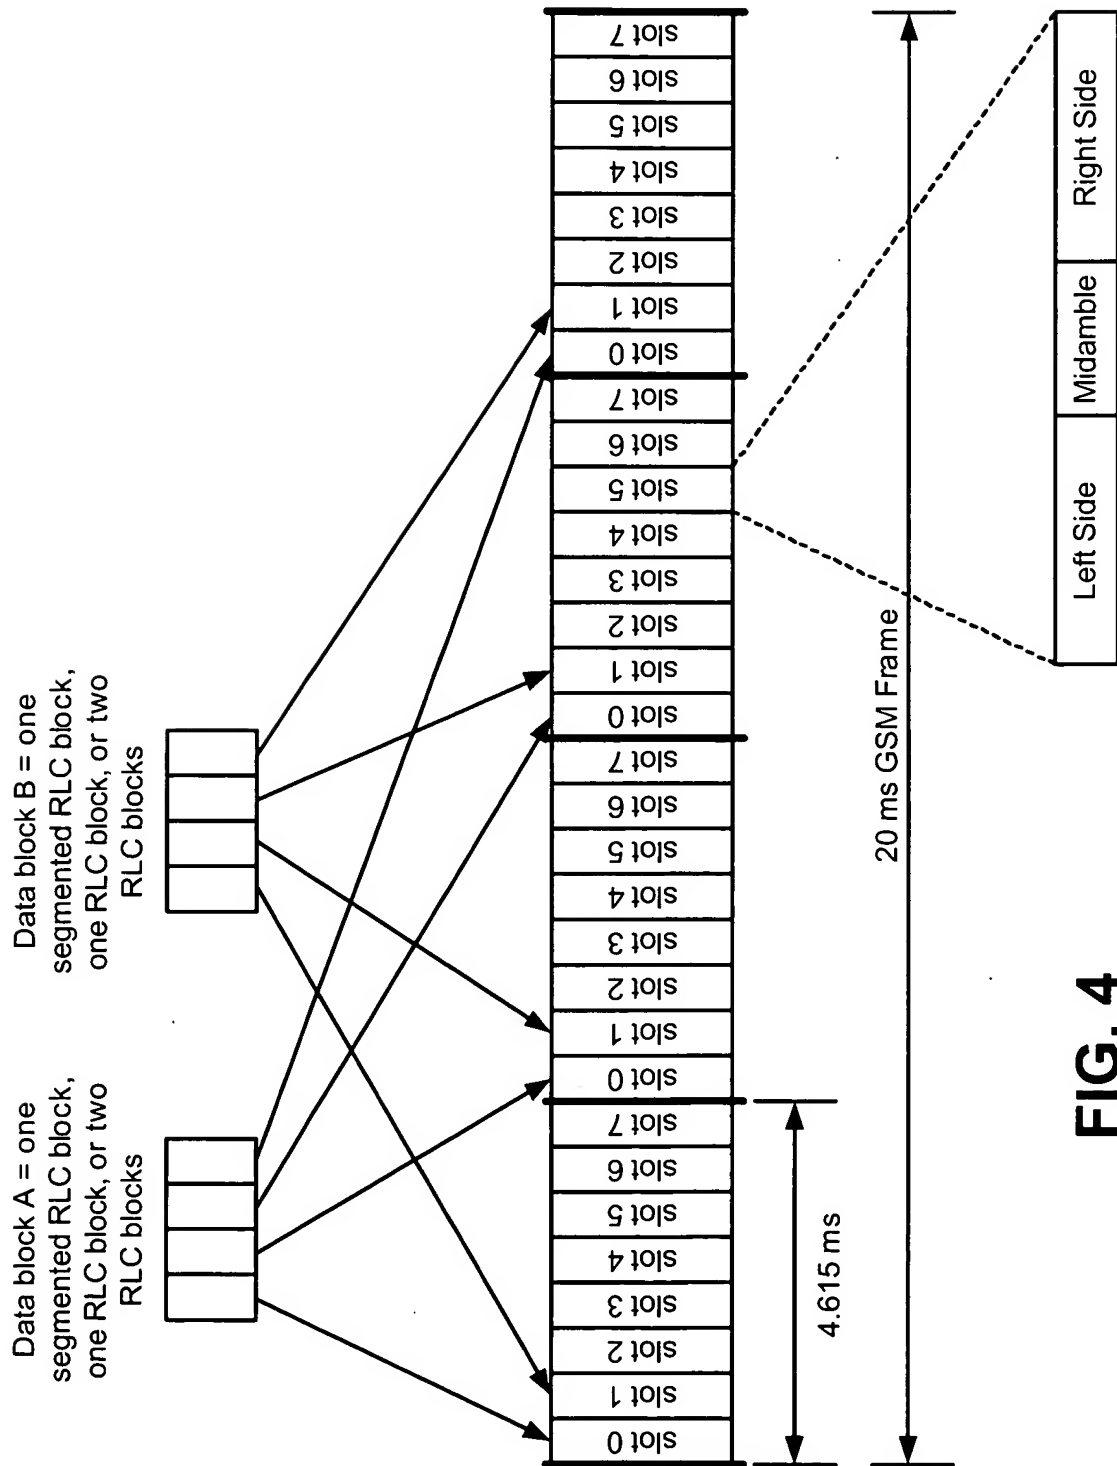 Data block A = one
segmented RLC block,
one RLC block, or two
RLC blocks
Data block B = one
segmented RLC block,
one RLC block, or two
RLC blocks
slot 0
slot 1
slot 2
slot 3
slot 4
slot 5
slot 6
slot 7
slot 0
slot 1
slot 2
slot 3
slot 4
slot 5
slot 6
slot 7
slot 0
slot 1
slot 2
slot 3
slot 4
slot 5
slot 6
slot 7
slot 0
slot 1
slot 2
slot 3
slot 4
slot 5
slot 6
slot 7
4.615 ms
20 ms GSM Frame
Left Side
Midamble
Right Side
FIG. 4